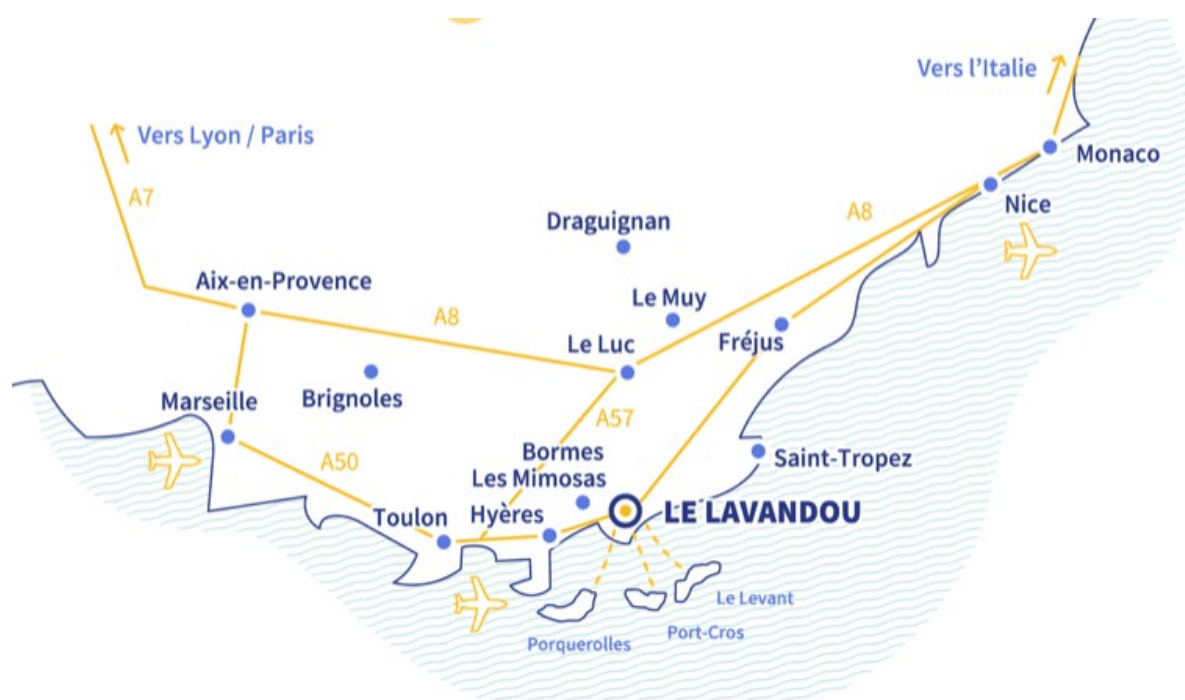 Vers l'Italie
Vers Lyon / Paris
Monaco
A7
Nice
A8
Draguignan
Aix-en-Provence
Le Muy
A8
Le Luc
Fréjus
Marseille
Brignoles
A57
Bormes
Les Mimosas
A50
Saint-Tropez
Toulon
Hyères
LE LAVANDOU
Le Levant
Port-Cros
Porquerolles